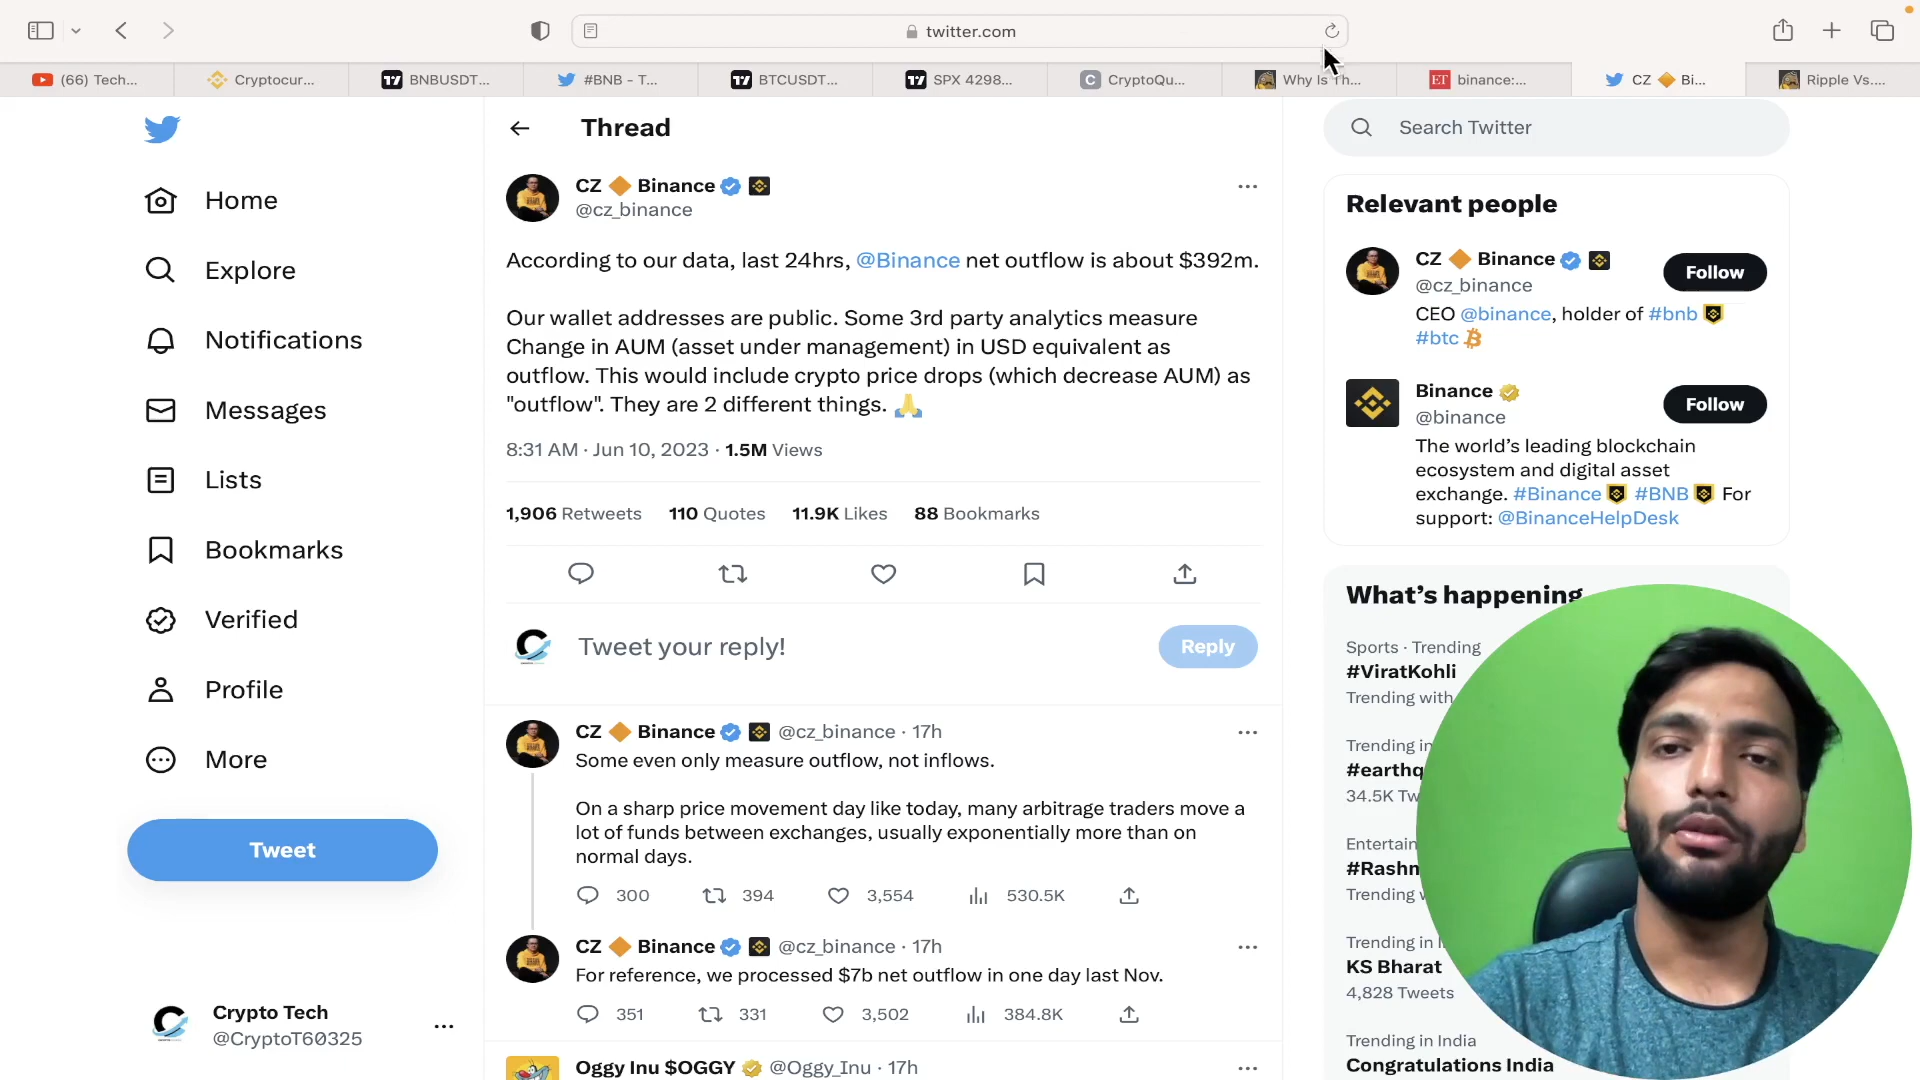 twitter.com
(66) Tech...
Cryptocur...
BNBUSDT...
#BNB - T...
BTCUSDT...
SPX 4298...
CryptoQu...
Why Is Th...
ET binance:...
CZ 🔶 Bi...
Ripple Vs....
Home
Explore
Notifications
Messages
Lists
Bookmarks
Verified
Profile
More
Tweet
Crypto Tech
@CryptoT60325
Thread
CZ 🔶 Binance
@cz_binance
According to our data, last 24hrs, @Binance net outflow is about $392m.
Our wallet addresses are public. Some 3rd party analytics measure
Change in AUM (asset under management) in USD equivalent as
outflow. This would include crypto price drops (which decrease AUM) as
"outflow". They are 2 different things. 🙏
8:31 AM · Jun 10, 2023 · 1.5M Views
1,906 Retweets 110 Quotes 11.9K Likes 88 Bookmarks
Tweet your reply!
Reply
CZ 🔶 Binance @cz_binance · 17h
Some even only measure outflow, not inflows.
On a sharp price movement day like today, many arbitrage traders move a
lot of funds between exchanges, usually exponentially more than on
normal days.
300 394 3,554 530.5K
CZ 🔶 Binance @cz_binance · 17h
For reference, we processed $7b net outflow in one day last Nov.
351 331 3,502 384.8K
Oggy Inu $OGGY @Oggy_Inu · 17h
Search Twitter
Relevant people
CZ 🔶 Binance
@cz_binance
Follow
CEO @binance, holder of #bnb
#btc
Binance
@binance
Follow
The world's leading blockchain
ecosystem and digital asset
exchange. #Binance #BNB For
support: @BinanceHelpDesk
What's happening
Sports · Trending
#ViratKohli
Trending with
Trending in
#earthq
34.5K Tw
Entertain
#Rashm
Trending
Trending in
KS Bharat
4,828 Tweets
Trending in India
Congratulations India